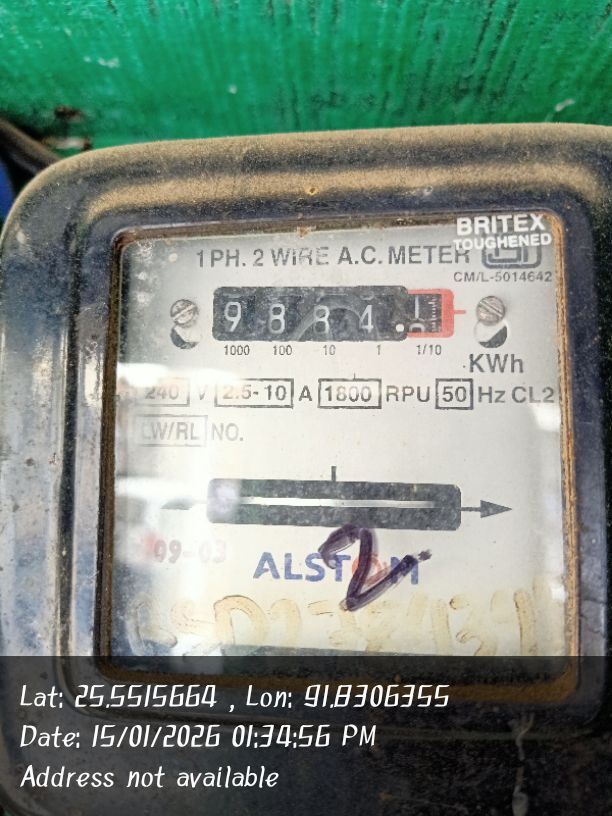 BRITEX
TOUGHENED
1 PH. 2 WIRE A.C. METER
CM/L-5014642
9 8 8 4 . 1
1000 100 10 1 1/10
KWh
240 V 2.5-10 A 1800 RPU 50 Hz CL2
LW/RL NO.
09-03
ALSTOM
2
Lat: 25.5515664 , Lon: 91.8306355
Date: 15/01/2026 01:34:56 PM
Address not available